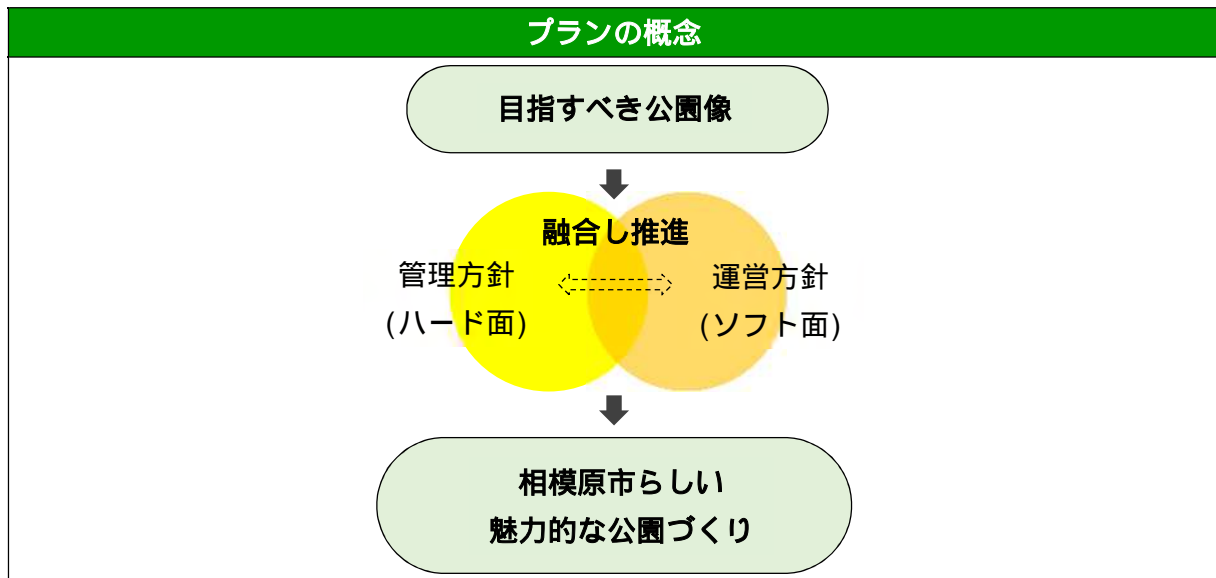 プランの概念
目指すべき公園像
融合し推進
管理方針
(ハード面)
運営方針
(ソフト面)
相模原市らしい
魅力的な公園づくり